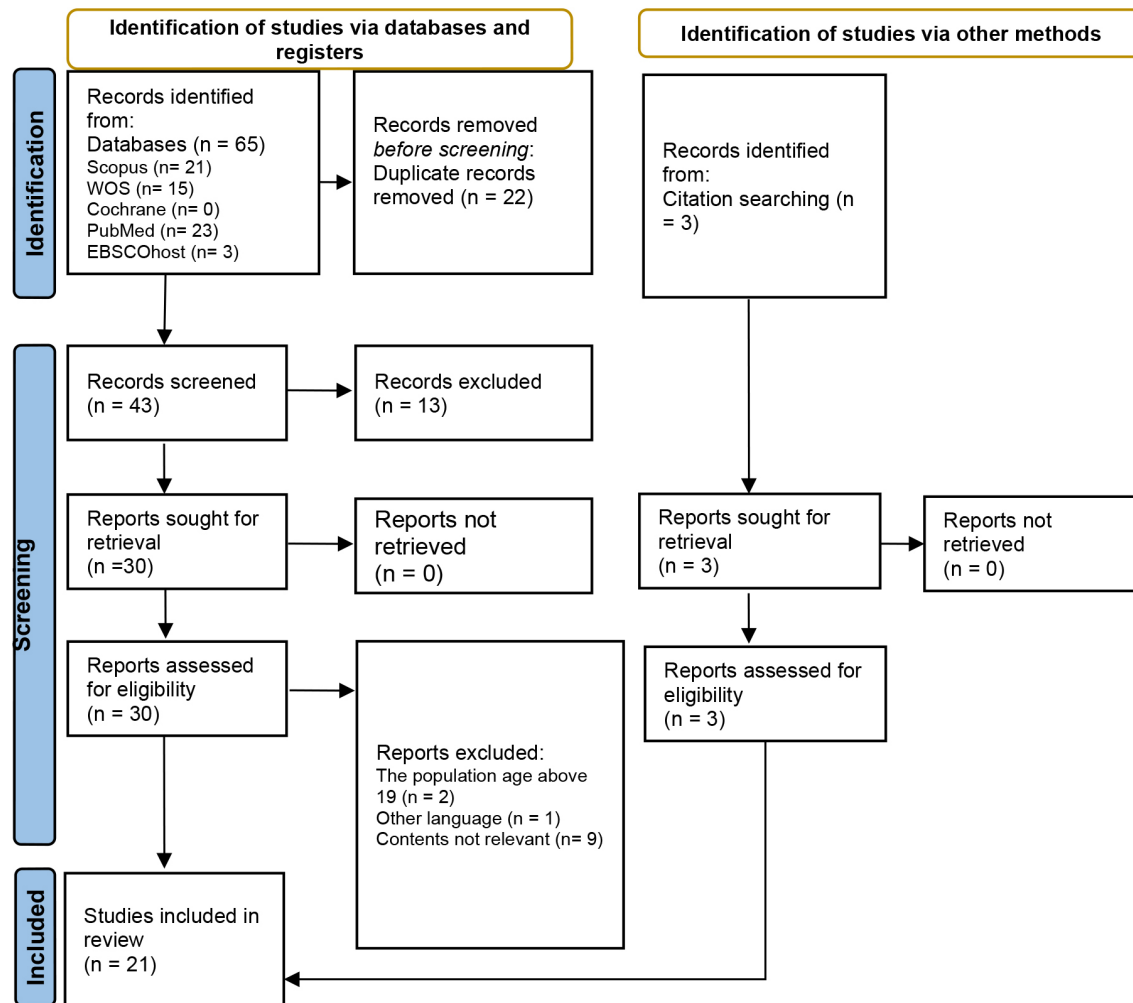 Identification of studies via databases and
registers
Identification of studies via other methods
Identification
Records identified
from:
Databases (n = 65)
Scopus (n= 21)
WOS (n= 15)
Cochrane (n= 0)
PubMed (n= 23)
EBSCOhost (n= 3)
Records removed
before screening:
Duplicate records
removed (n = 22)
Records identified
from:
Citation searching (n
= 3)
Screening
Records screened
(n = 43)
Records excluded
(n = 13)
Reports sought for
retrieval
(n =30)
Reports not
retrieved
(n = 0)
Reports sought for
retrieval
(n = 3)
Reports not
retrieved
(n = 0)
Reports assessed
for eligibility
(n = 30)
Reports excluded:
The population age above
19 (n = 2)
Other language (n = 1)
Contents not relevant (n= 9)
Reports assessed for
eligibility
(n = 3)
Included
Studies included in
review
(n = 21)